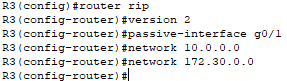 R3(config)#router rip
R3(config-router)#version 2
R3(config-router)#passive-interface g0/1
R3(config-router)#network 10.0.0.0
R3(config-router)#network 172.30.0.0
R3(config-router)#